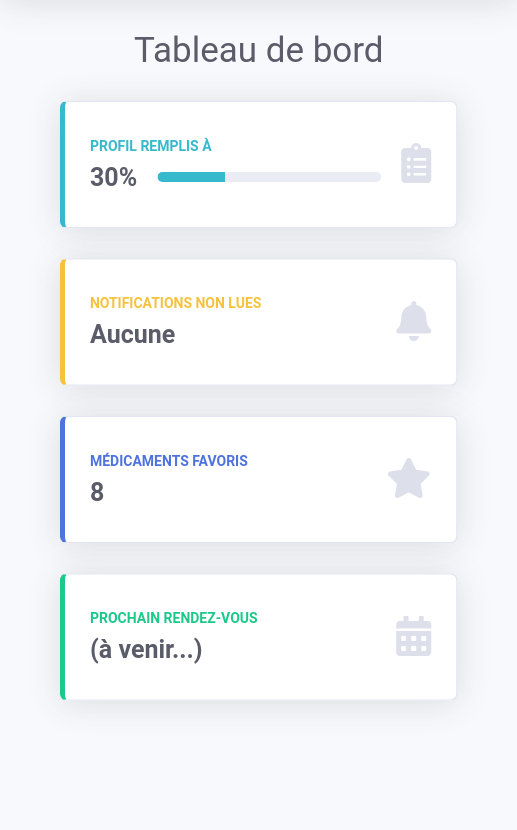 Tableau de bord
PROFIL REMPLIS À
30%
NOTIFICATIONS NON LUES
Aucune
MÉDICAMENTS FAVORIS
8
PROCHAIN RENDEZ-VOUS
(à venir...)